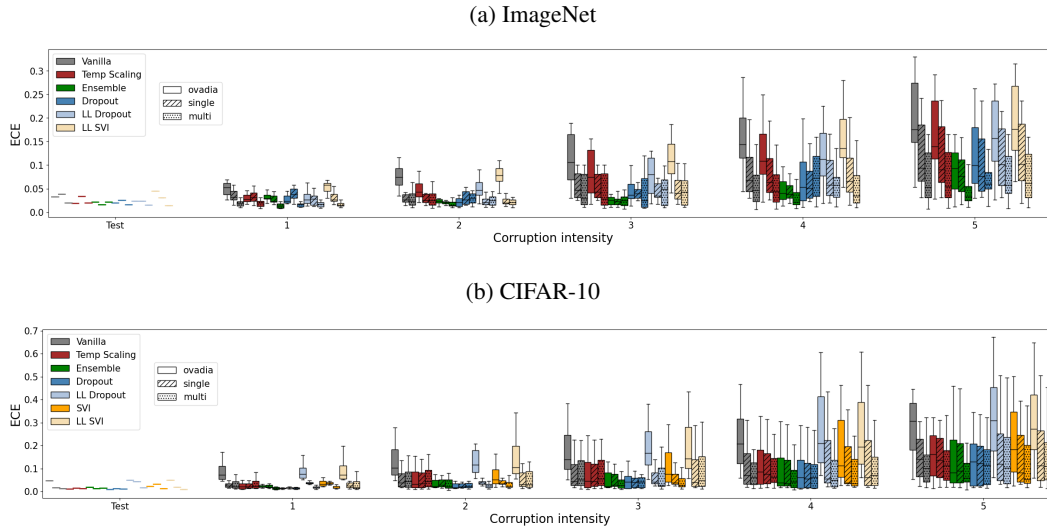 (a) ImageNet
ECE
0.3
0.25
0.2
0.15
0.1
0.05
0.0
Vanilla
Temp Scaling
Ensemble
Dropout
LL Dropout
LL SVI
ovadia
single
multi
Test 1 2 3 4 5
Corruption intensity
(b) CIFAR-10
ECE
0.7
0.6
0.5
0.4
0.3
0.2
0.1
0.0
Vanilla
Temp Scaling
Ensemble
Dropout
LL Dropout
SVI
LL SVI
ovadia
single
multi
Test 1 2 3 4 5
Corruption intensity